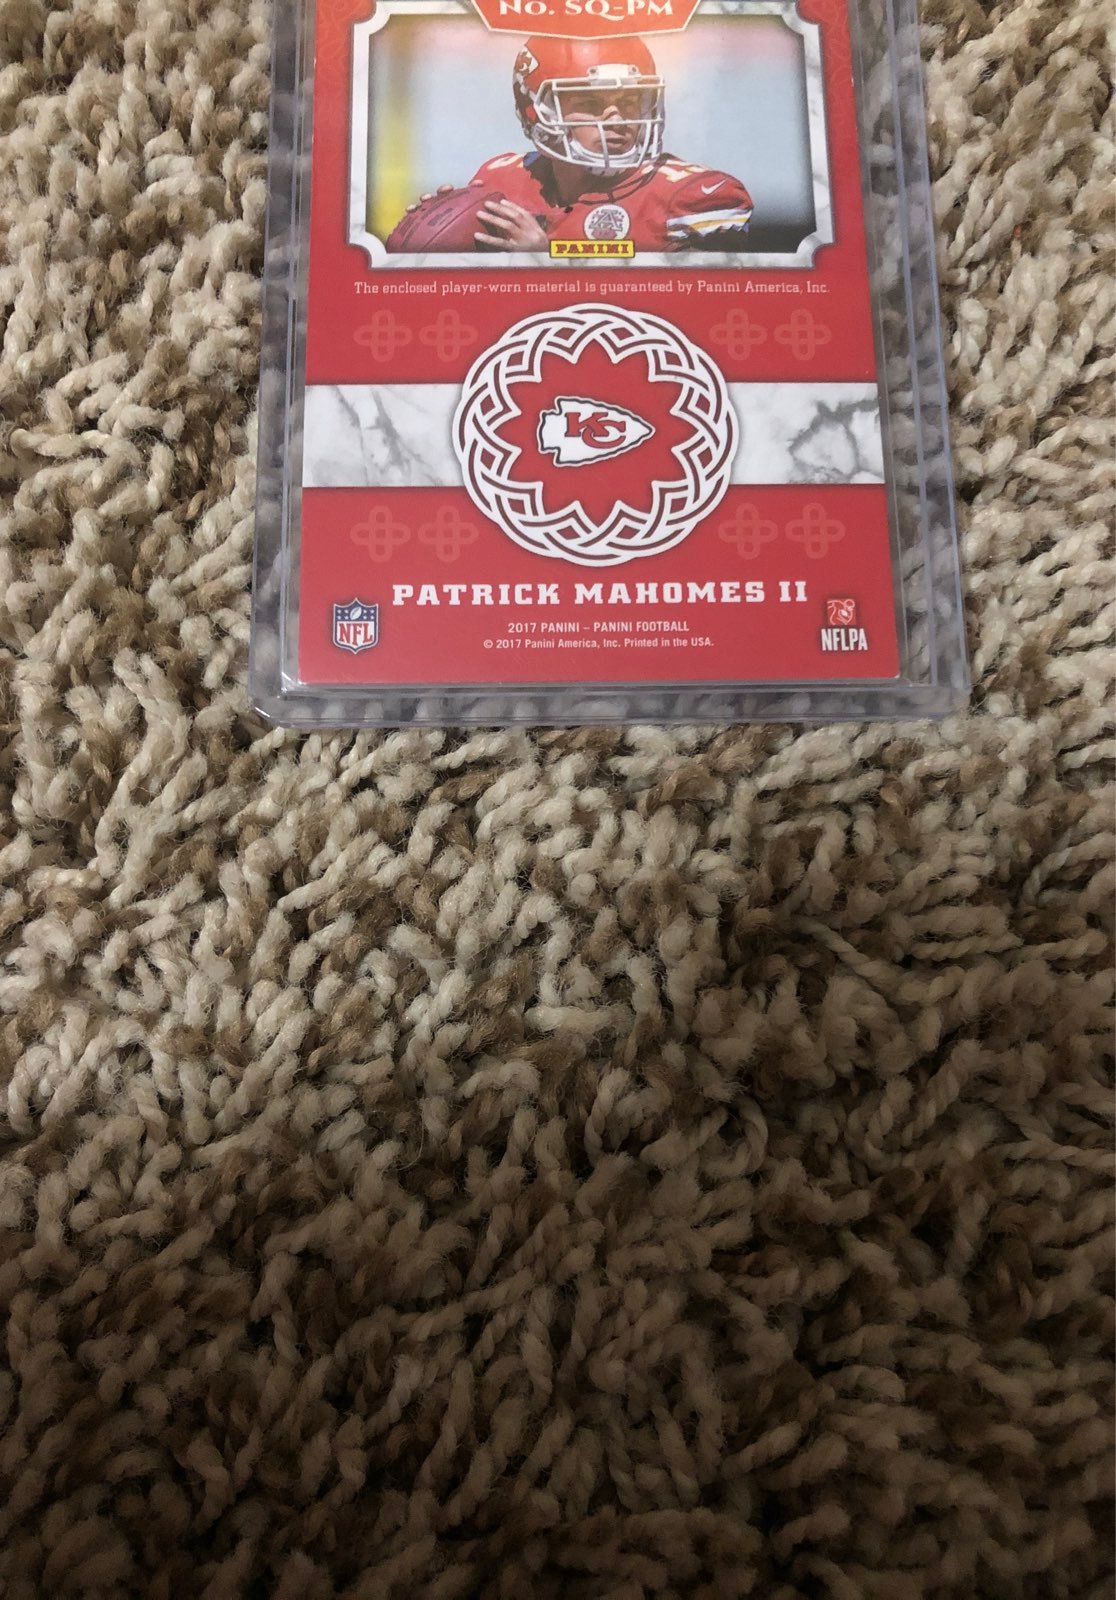 No. SQ-PM
PANINI
The enclosed player-worn material is guaranteed by Panini America, Inc.
KC
PATRICK MAHOMES II
NFL
2017 PANINI – PANINI FOOTBALL
© 2017 Panini America, Inc. Printed in the USA.
NFLPA